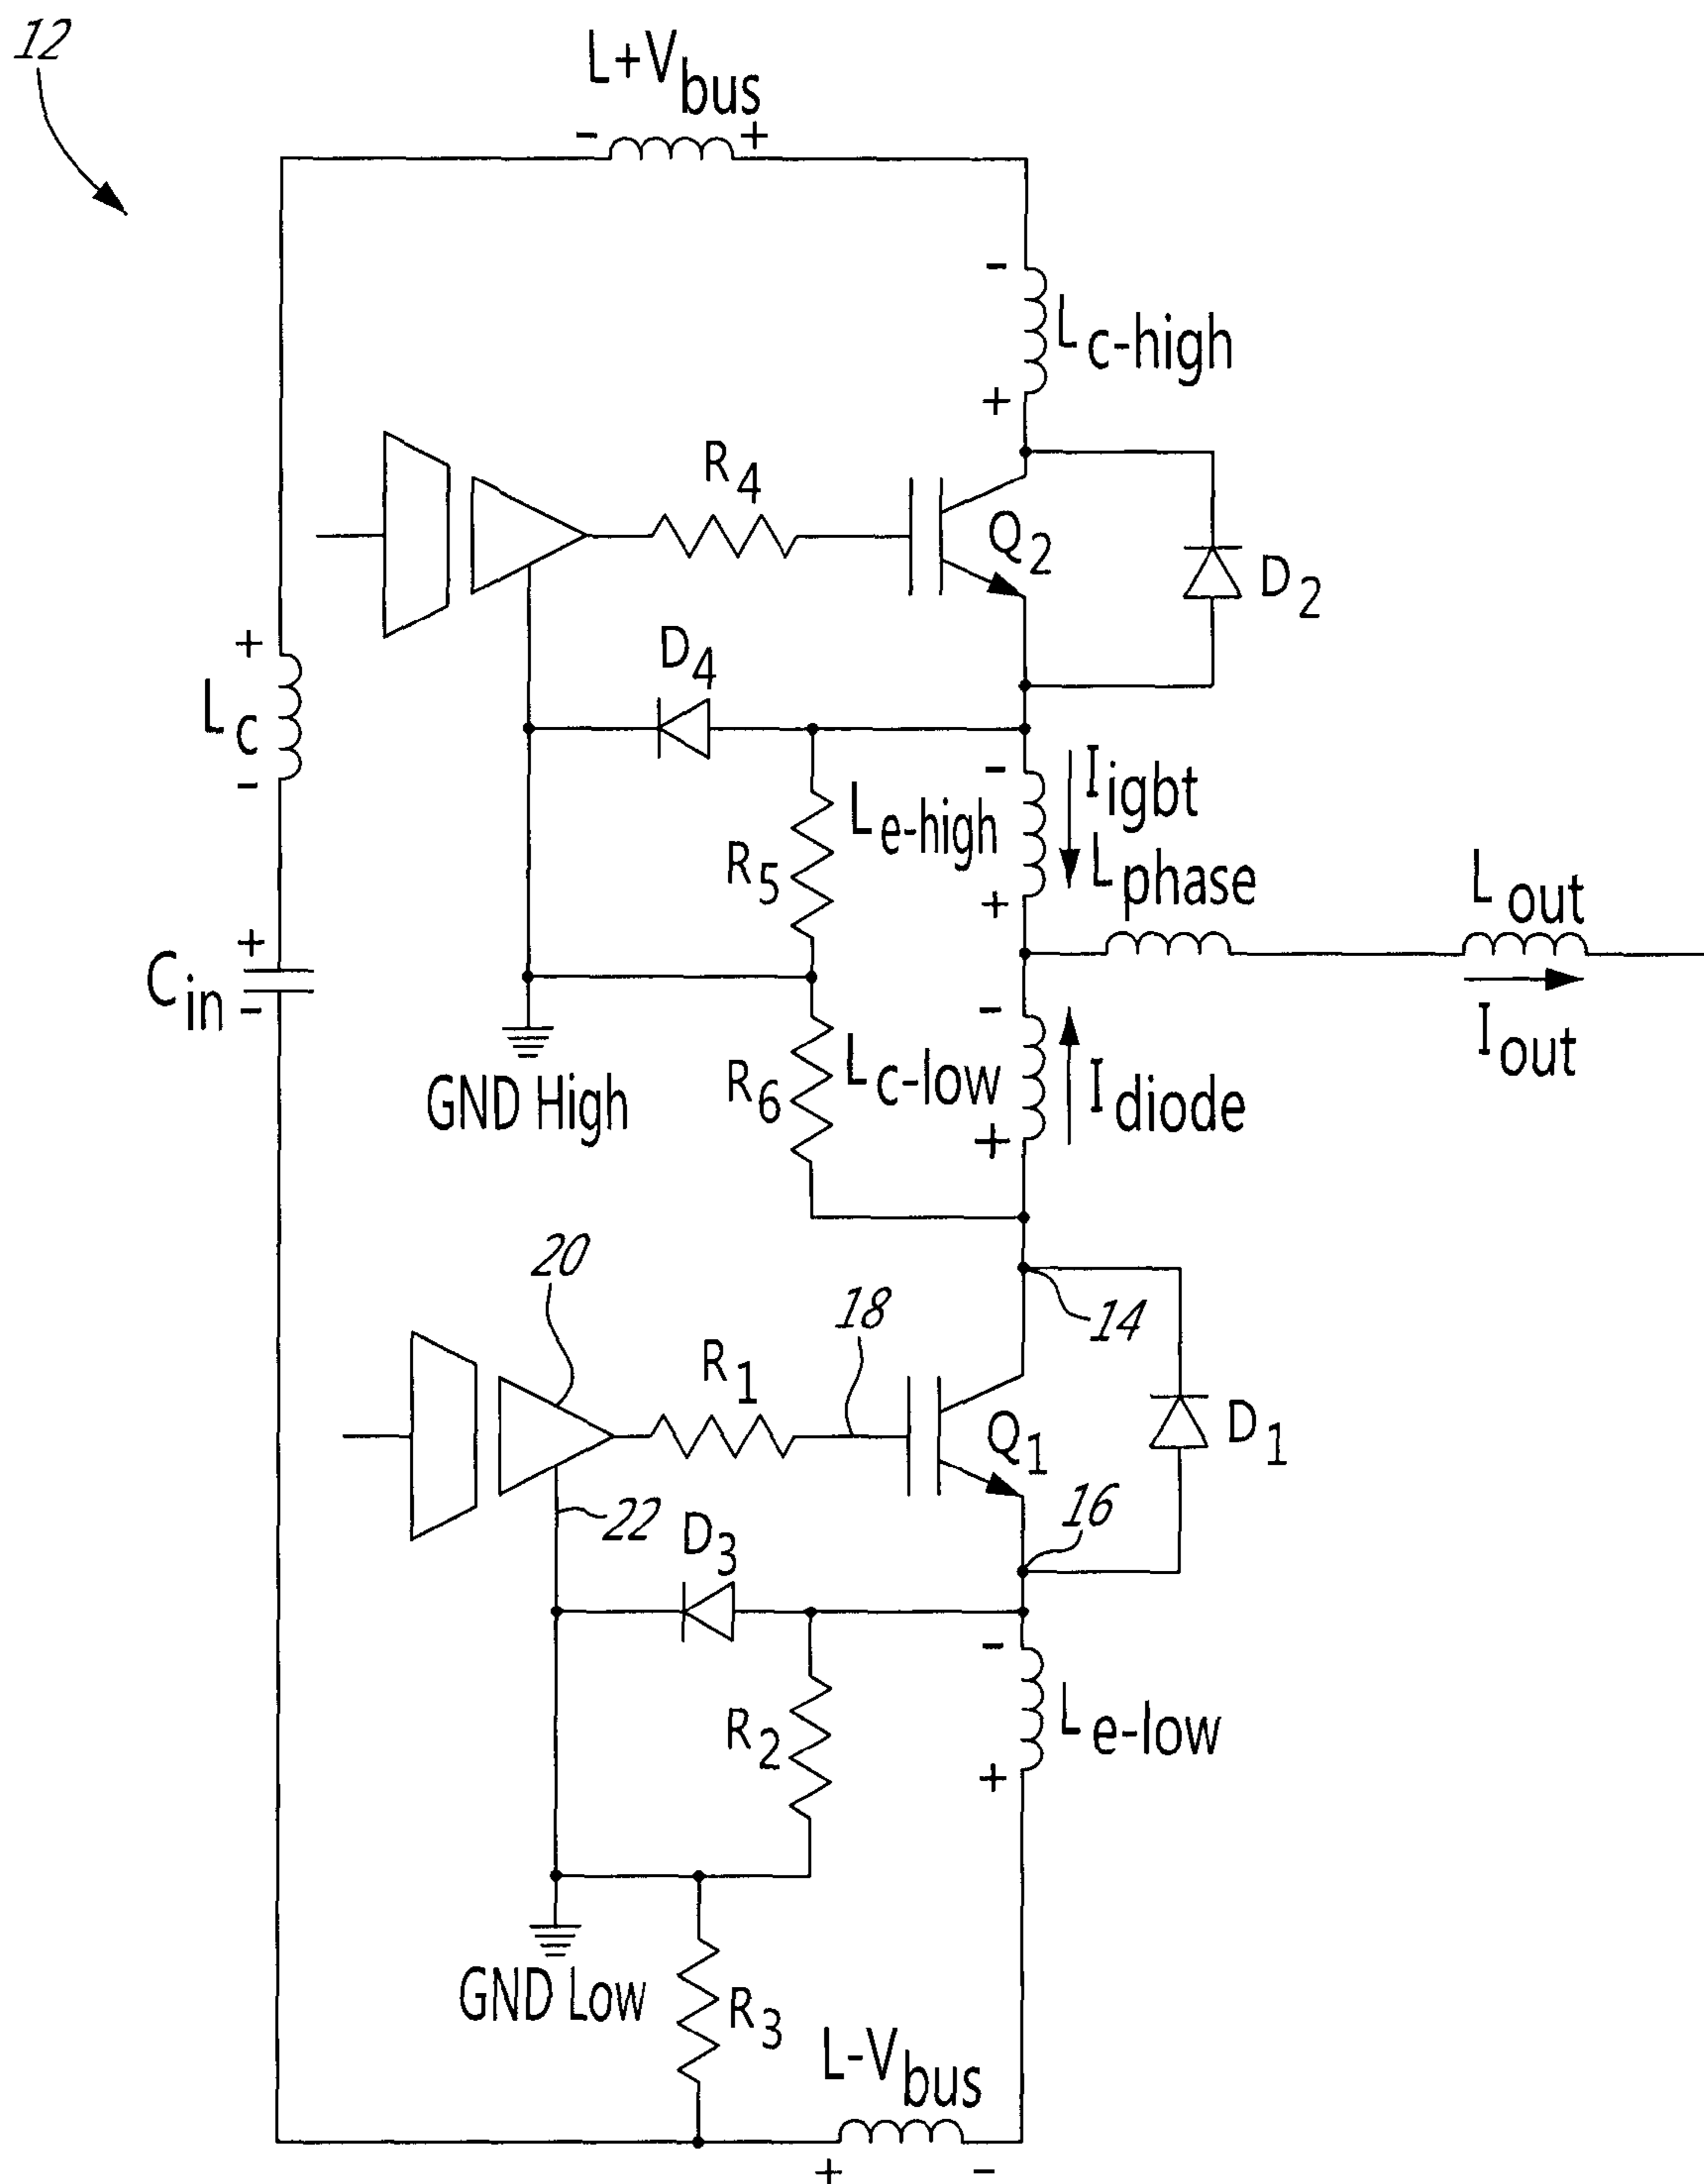 12
L+Vbus
- +
-
Lc-high
+
R4
Q2
D2
D4
+
Lc
-
-
Iigbt
Le-high
R5
Lphase
+
Lout
+
Cin
-
Iout
-
GND High
R6
Lc-low
Idiode
+
20
18
14
R1
Q1
D1
16
22
D3
-
R2
Le-low
+
GND Low
R3
L-Vbus
+ -